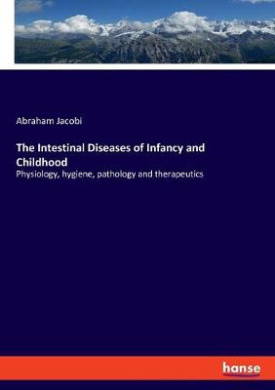 Abraham Jacobi
The Intestinal Diseases of Infancy and
Childhood
Physiology, hygiene, pathology and therapeutics
hanse